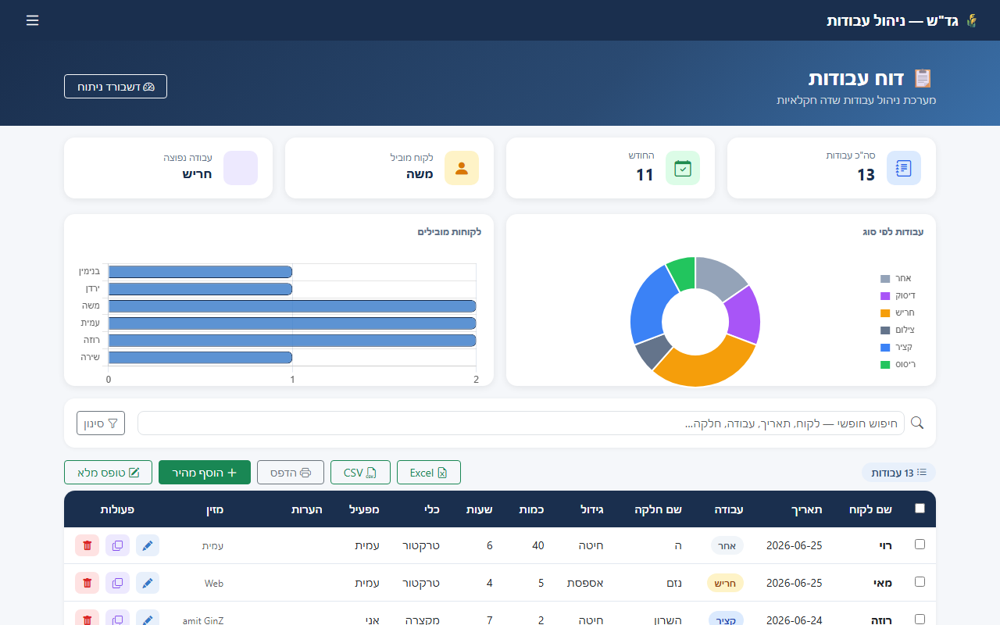 גד"ש — ניהול עבודות
דוח עבודות
מערכת ניהול עבודות שדה חקלאיות
דשבורד ניתוח
סה"כ עבודות
13
החודש
11
לקוח מוביל
משה
עבודה נפוצה
חריש
עבודות לפי סוג
אחר
דיסוק
חריש
צילום
קציר
ריסוס
לקוחות מובילים
בנימין
ירדן
משה
עמית
רוזה
שירה
0 1 2
חיפוש חופשי — לקוח, תאריך, עבודה, חלקה...
סינון
13 עבודות
Excel
CSV
הדפס
הוסף מהיר
טופס מלא
שם לקוח תאריך עבודה שם חלקה גידול כמות שעות כלי מפעיל הערות מזין פעולות
רוי 2026-06-25 אחר ה חיטה 40 6 טרקטור עמית עמית
מאי 2026-06-25 חריש נזם אספסת 5 4 טרקטור עמית Web
רוזה 2026-06-24 קציר השרון חיטה 2 7 מקצרה אני amit GinZ